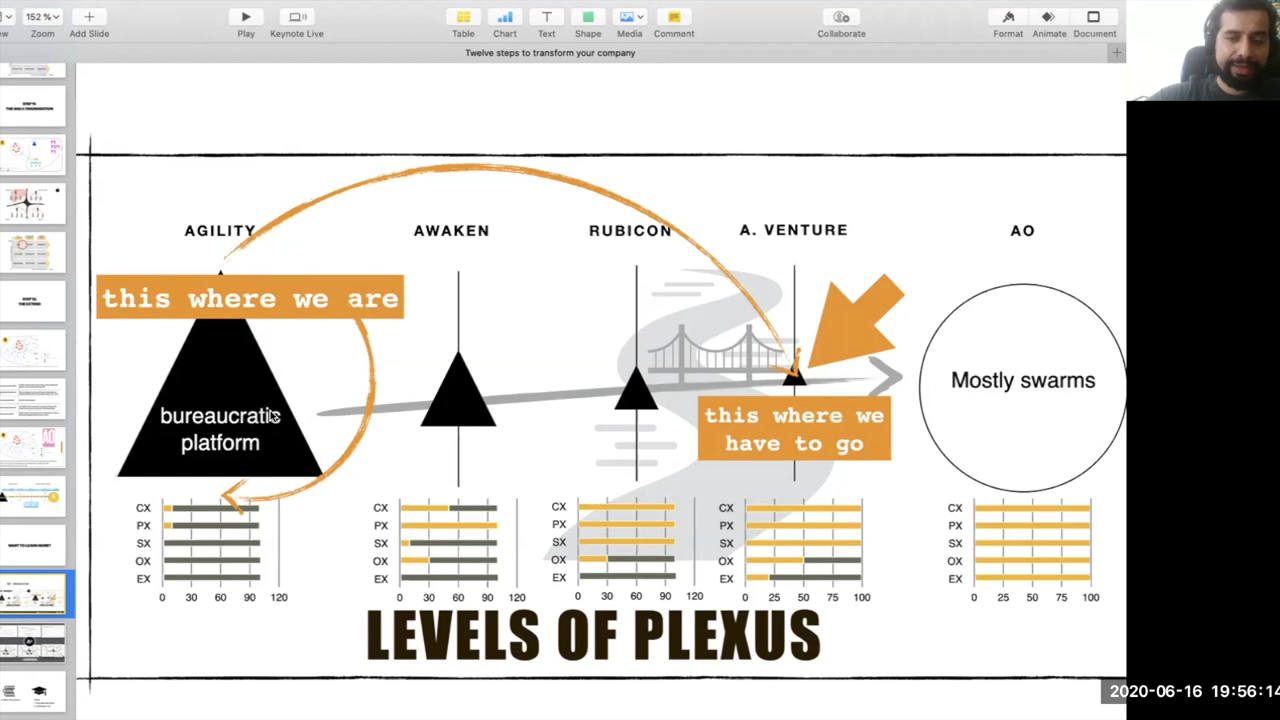 152 %
Zoom
Add Slide
Play
Keynote Live
Table
Chart
Text
Shape
Media
Comment
Collaborate
Format
Animate
Document
Twelve steps to transform your company
AGILITY
AWAKEN
RUBICON
A. VENTURE
AO
this where we are
bureaucratic
platform
this where we
have to go
Mostly swarms
CX
PX
SX
OX
EX
0 30 60 90 120
CX
PX
SX
OX
EX
0 30 60 90 120
CX
PX
SX
OX
EX
0 30 60 90 120
CX
PX
SX
OX
EX
0 25 50 75 100
CX
PX
SX
OX
EX
0 25 50 75 100
LEVELS OF PLEXUS
2020-06-16 19:56:14